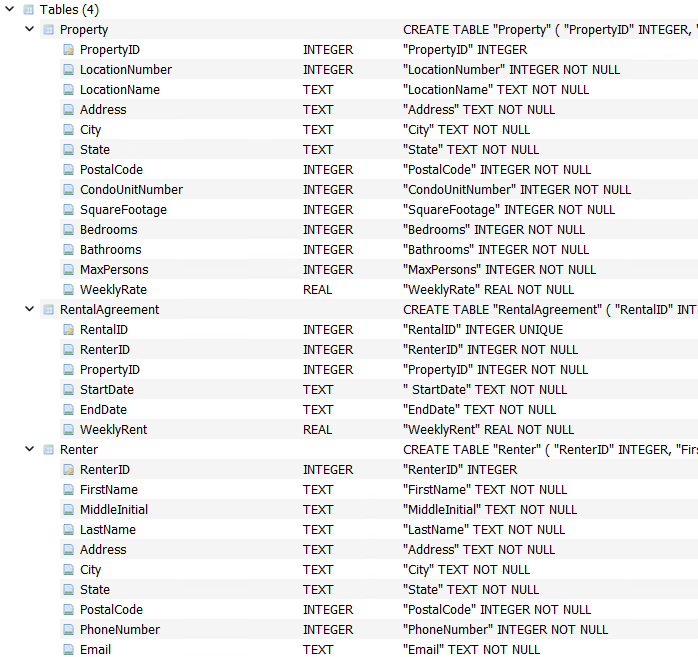 Tables (4)
Property CREATE TABLE "Property" ( "PropertyID" INTEGER, "
PropertyID INTEGER "PropertyID" INTEGER
LocationNumber INTEGER "LocationNumber" INTEGER NOT NULL
LocationName TEXT "LocationName" TEXT NOT NULL
Address TEXT "Address" TEXT NOT NULL
City TEXT "City" TEXT NOT NULL
State TEXT "State" TEXT NOT NULL
PostalCode INTEGER "PostalCode" INTEGER NOT NULL
CondoUnitNumber INTEGER "CondoUnitNumber" INTEGER NOT NULL
SquareFootage INTEGER "SquareFootage" INTEGER NOT NULL
Bedrooms INTEGER "Bedrooms" INTEGER NOT NULL
Bathrooms INTEGER "Bathrooms" INTEGER NOT NULL
MaxPersons INTEGER "MaxPersons" INTEGER NOT NULL
WeeklyRate REAL "WeeklyRate" REAL NOT NULL
RentalAgreement CREATE TABLE "RentalAgreement" ( "RentalID" INT
RentalID INTEGER "RentalID" INTEGER UNIQUE
RenterID INTEGER "RenterID" INTEGER NOT NULL
PropertyID INTEGER "PropertyID" INTEGER NOT NULL
StartDate TEXT " StartDate" TEXT NOT NULL
EndDate TEXT "EndDate" TEXT NOT NULL
WeeklyRent REAL "WeeklyRent" REAL NOT NULL
Renter CREATE TABLE "Renter" ( "RenterID" INTEGER, "Firs
RenterID INTEGER "RenterID" INTEGER
FirstName TEXT "FirstName" TEXT NOT NULL
MiddleInitial TEXT "MiddleInitial" TEXT NOT NULL
LastName TEXT "LastName" TEXT NOT NULL
Address TEXT "Address" TEXT NOT NULL
City TEXT "City" TEXT NOT NULL
State TEXT "State" TEXT NOT NULL
PostalCode INTEGER "PostalCode" INTEGER NOT NULL
PhoneNumber INTEGER "PhoneNumber" INTEGER NOT NULL
Email TEXT "Email" TEXT NOT NULL